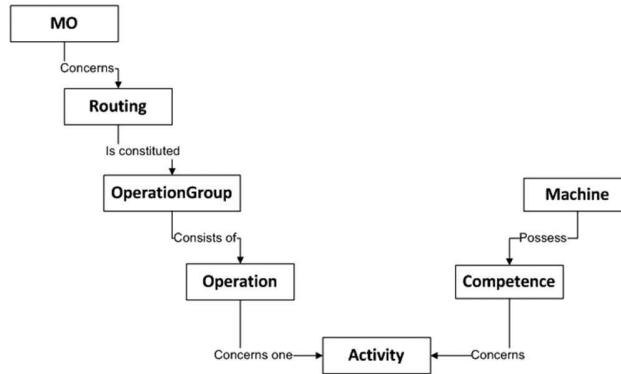 MO
Concerns
Routing
Is constituted
OperationGroup
Machine
Consists of
Possess
Operation
Competence
Concerns one
Activity
Concerns